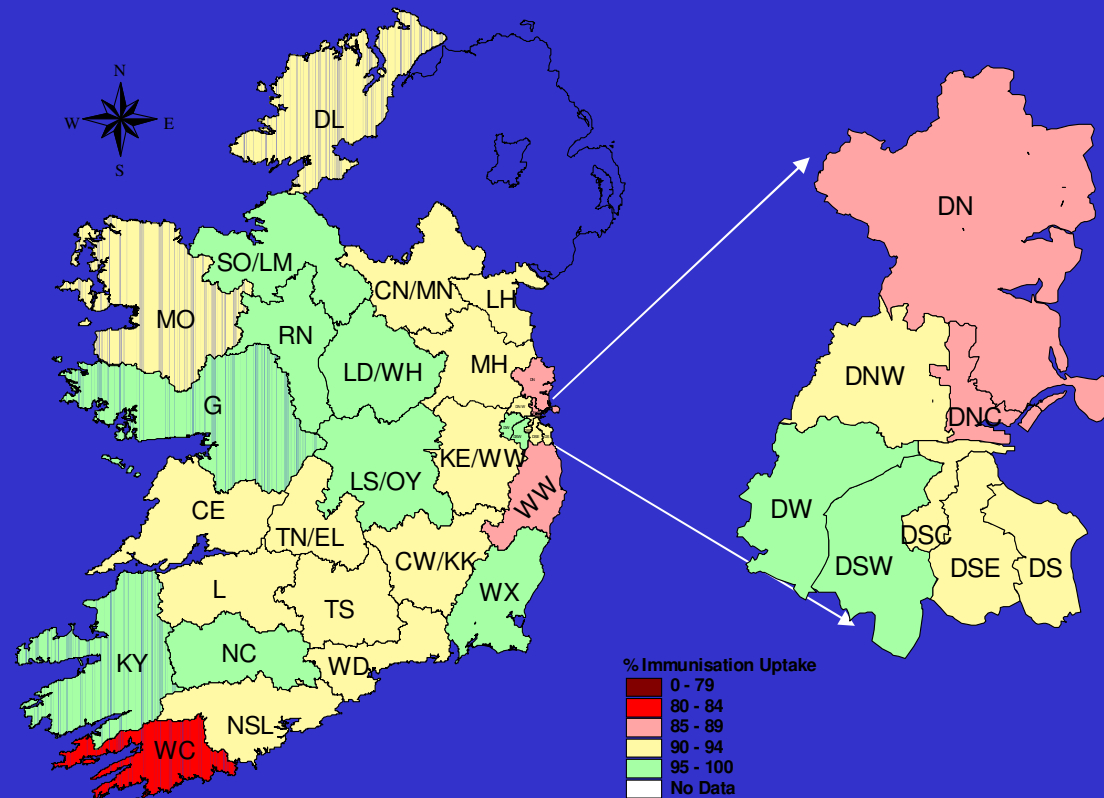 N
W E
S
DL
SO/LM
CN/MN
LH
MO
RN
MH
LD/WH
G
KE/WW
LS/OY
WW
CE
TN/EL
CW/KK
L
TS
WX
NC
KY
WD
NSL
WC
DN
DNW
DNC
DW
DSC
DSW
DSE
DS
% Immunisation Uptake
0 - 79
80 - 84
85 - 89
90 - 94
95 - 100
No Data